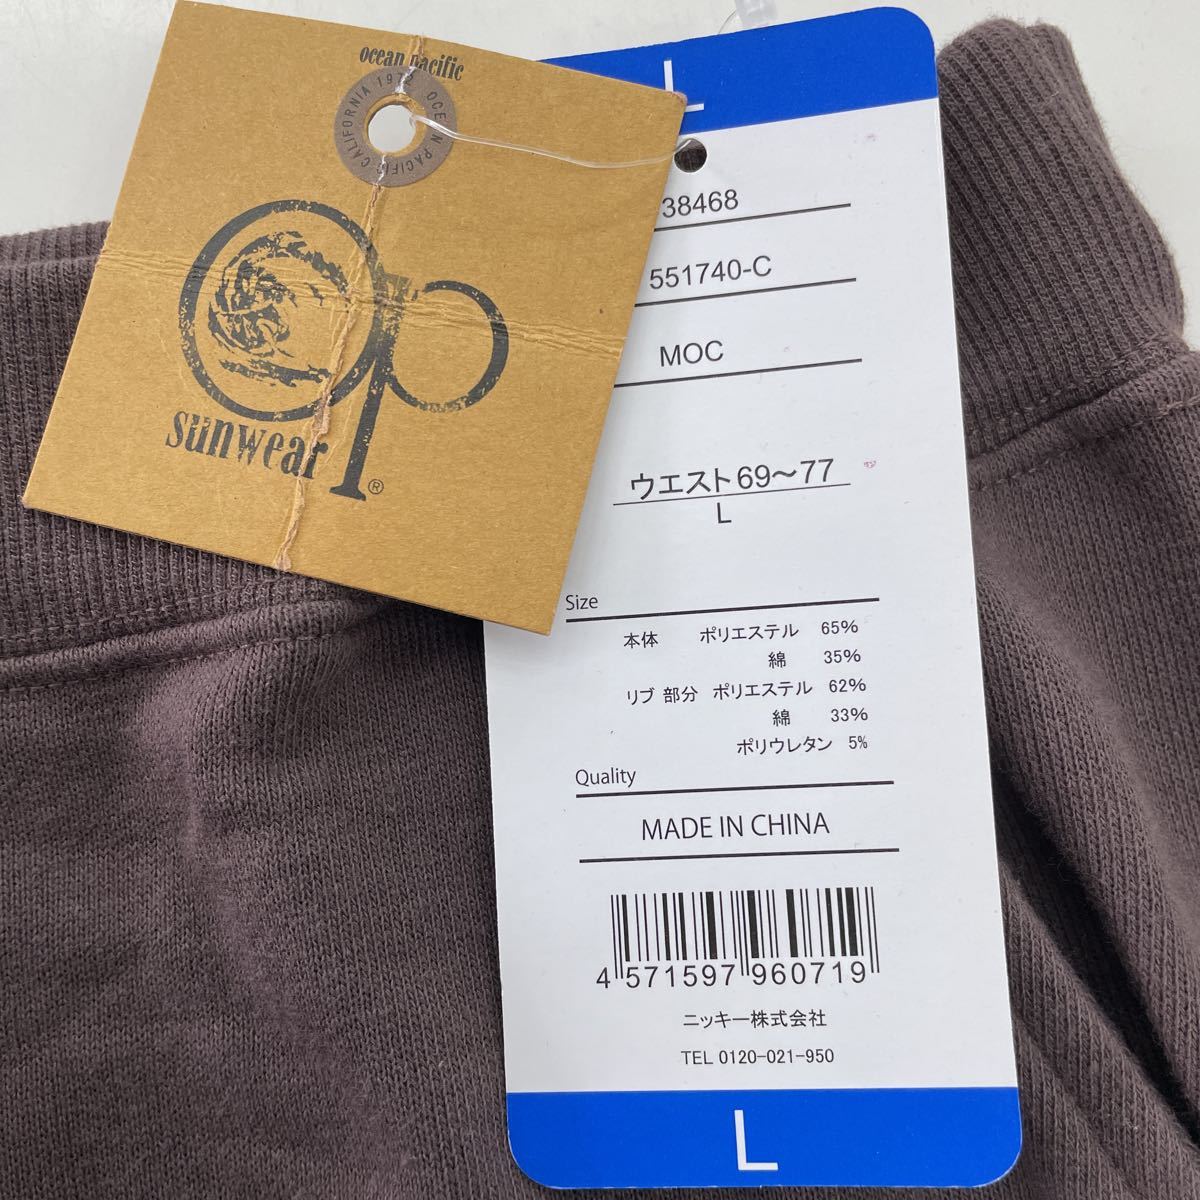 ocean pacific
OCEAN PACIFIC CALIFORNIA 1972
op
sunwear
®
L
38468
551740-C
MOC
ウエスト69～77
L
Size
本体 ポリエステル 65%
綿 35%
リブ 部分 ポリエステル 62%
綿 33%
ポリウレタン 5%
Quality
MADE IN CHINA
4 571597 960719
ニッキー株式会社
TEL 0120-021-950
L